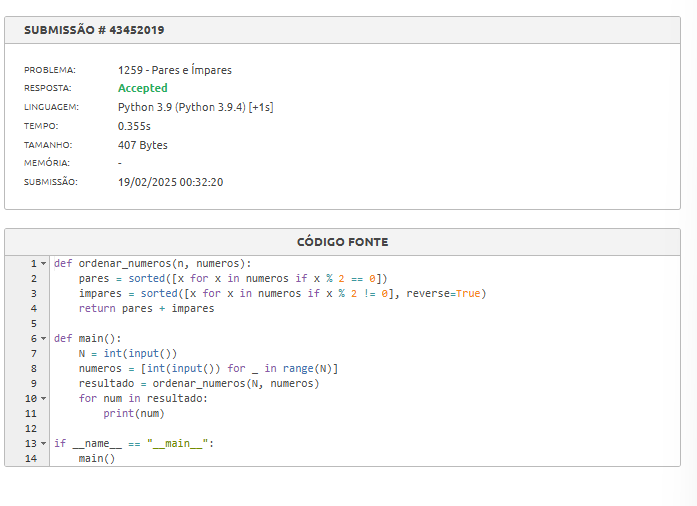 SUBMISSÃO # 43452019
PROBLEMA: 1259 - Pares e Ímpares
RESPOSTA: Accepted
LINGUAGEM: Python 3.9 (Python 3.9.4) [+1s]
TEMPO: 0.355s
TAMANHO: 407 Bytes
MEMÓRIA: -
SUBMISSÃO: 19/02/2025 00:32:20
CÓDIGO FONTE
1 def ordenar_numeros(n, numeros):
2     pares = sorted([x for x in numeros if x % 2 == 0])
3     impares = sorted([x for x in numeros if x % 2 != 0], reverse=True)
4     return pares + impares
5
6 def main():
7     N = int(input())
8     numeros = [int(input()) for _ in range(N)]
9     resultado = ordenar_numeros(N, numeros)
10     for num in resultado:
11         print(num)
12
13 if __name__ == "__main__":
14     main()